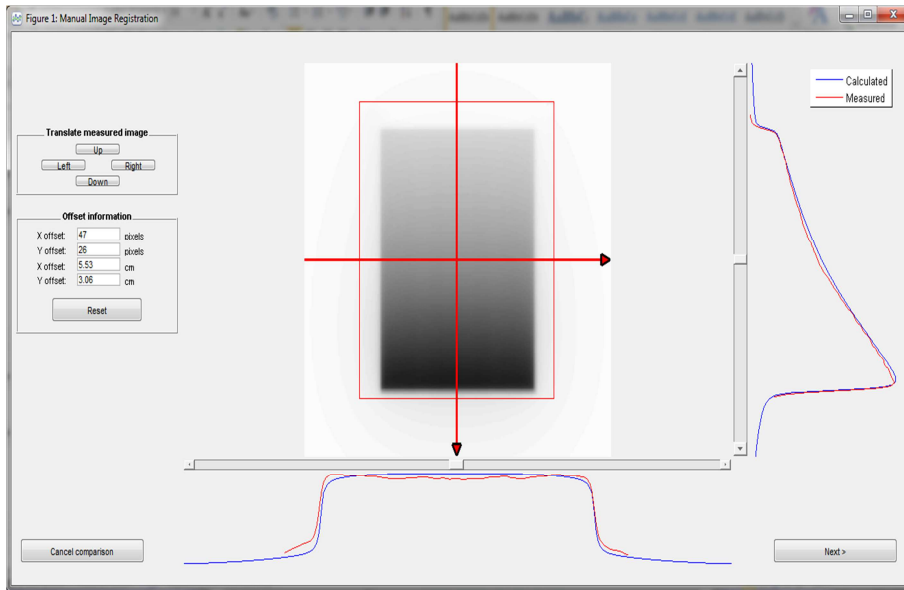 Figure 1: Manual Image Registration
Calculated
Measured
Translate measured image
Up
Left
Right
Down
Offset information
X offset: 47 pixels
Y offset: 26 pixels
X offset: 5.53 cm
Y offset: 3.06 cm
Reset
Cancel comparison
Next >